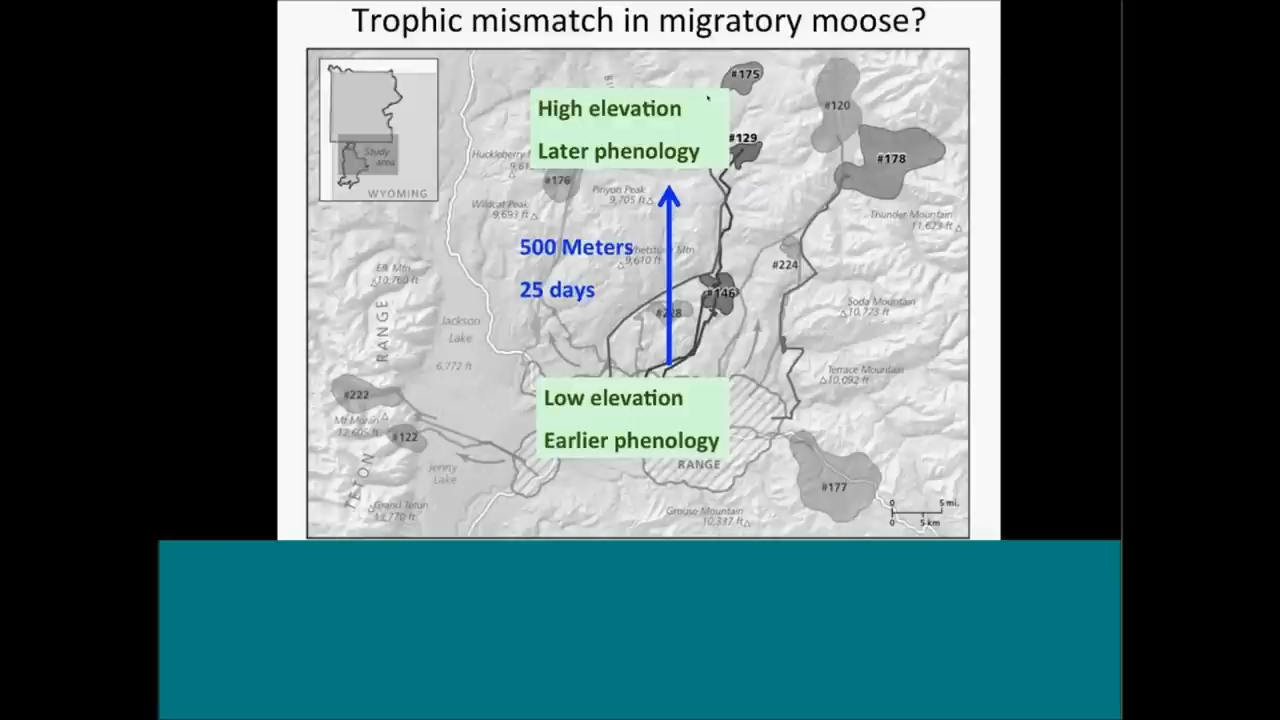 Trophic mismatch in migratory moose?
#175
High elevation
#120
#129
Later phenology
Study
area
#178
#176
WYOMING
Pinyon Peak
9,705 ft
Wildcat Peak
9,693 ft
Thunder Mountain
11,623 ft
500 Meters
9,610 ft
#224
Elk Mtn
10,760 ft
25 days
#146
Soda Mountain
10,773 ft
RANGE
Jackson
Lake
6,772 ft
Terrace Mountain
10,092 ft
#222
Low elevation
Mt Moran
12,605 ft
#122
Earlier phenology
RANGE
Jenny
Lake
TETON
#177
Grand Teton
Grouse Mountain
10,337 ft
0 5 mi.
0 5 km